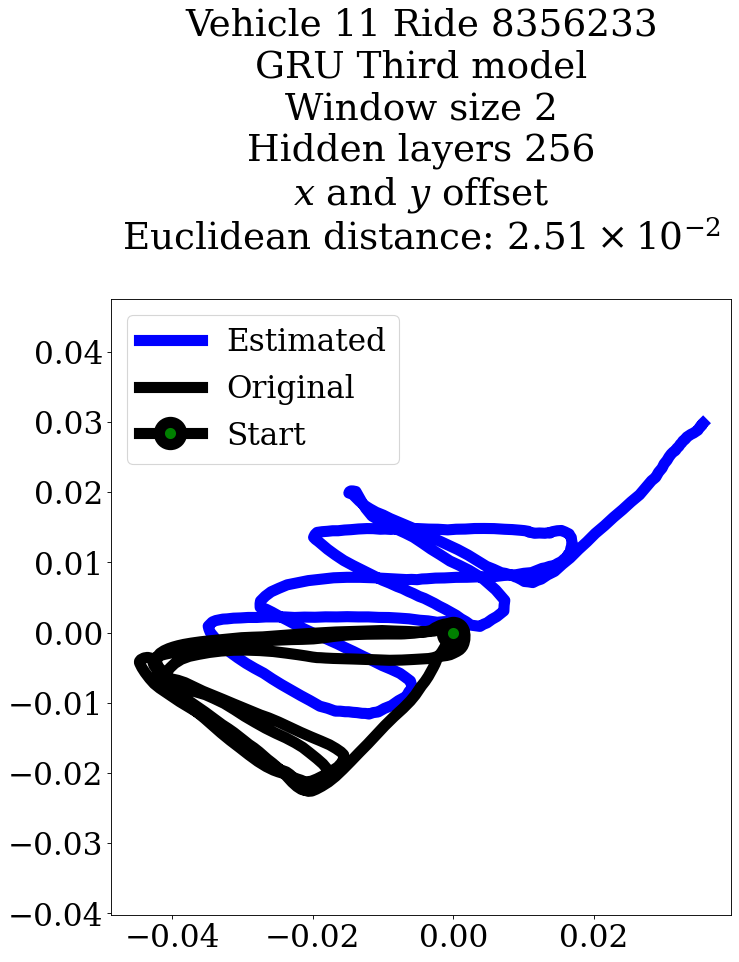 Vehicle 11 Ride 8356233
GRU Third model
Window size 2
Hidden layers 256
x and y offset
Euclidean distance: 2.51 × 10⁻²
Estimated
Original
Start
0.04
0.03
0.02
0.01
0.00
−0.01
−0.02
−0.03
−0.04
−0.04 −0.02 0.00 0.02